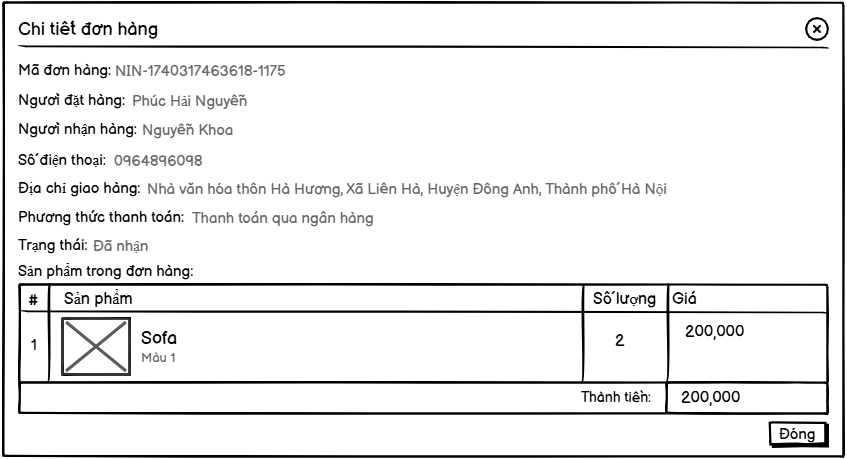 Chi tiết đơn hàng
Mã đơn hàng: NIN-1740317463618-1175
Người đặt hàng: Phúc Hải Nguyễn
Người nhận hàng: Nguyễn Khoa
Số điện thoại: 0964896098
Địa chỉ giao hàng: Nhà văn hóa thôn Hà Hương, Xã Liên Hà, Huyện Đông Anh, Thành phố Hà Nội
Phương thức thanh toán: Thanh toán qua ngân hàng
Trạng thái: Đã nhận
Sản phẩm trong đơn hàng:
# Sản phẩm Số lượng Giá
1 Sofa 2 200,000
Màu 1
Thành tiền: 200,000
Đóng